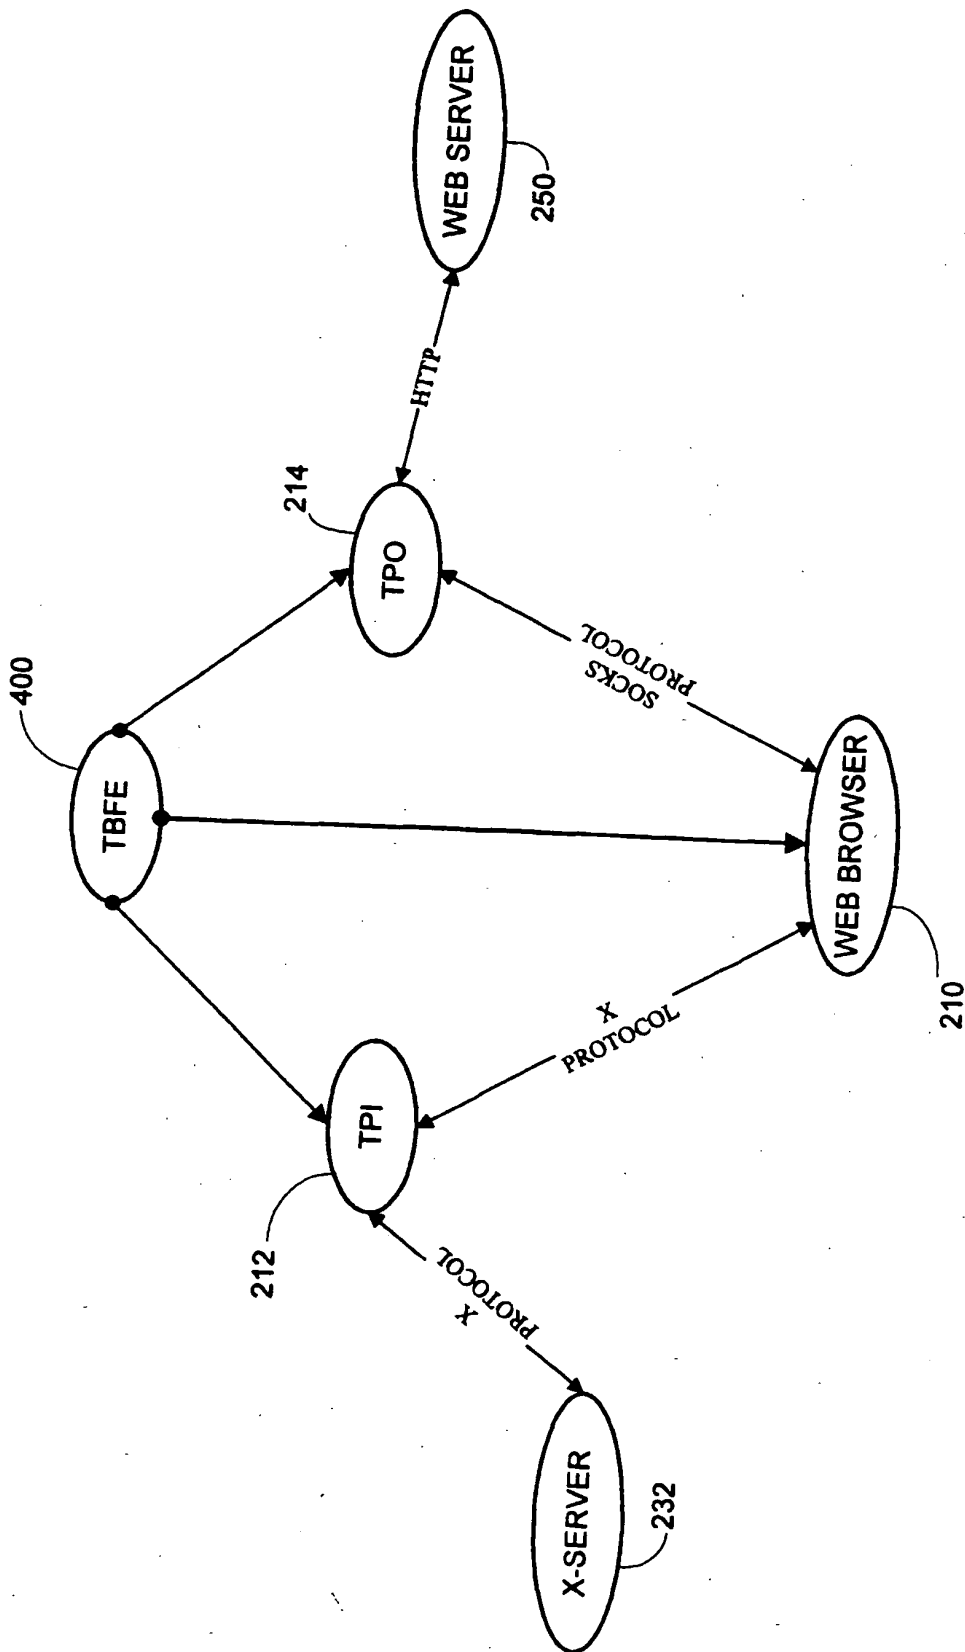 400
TBFE
214
TPO
HTTP
WEB SERVER
250
212
TPI
X
PROTOCOL
X
PROTOCOL
SOCKS
PROTOCOL
X-SERVER
232
WEB BROWSER
210